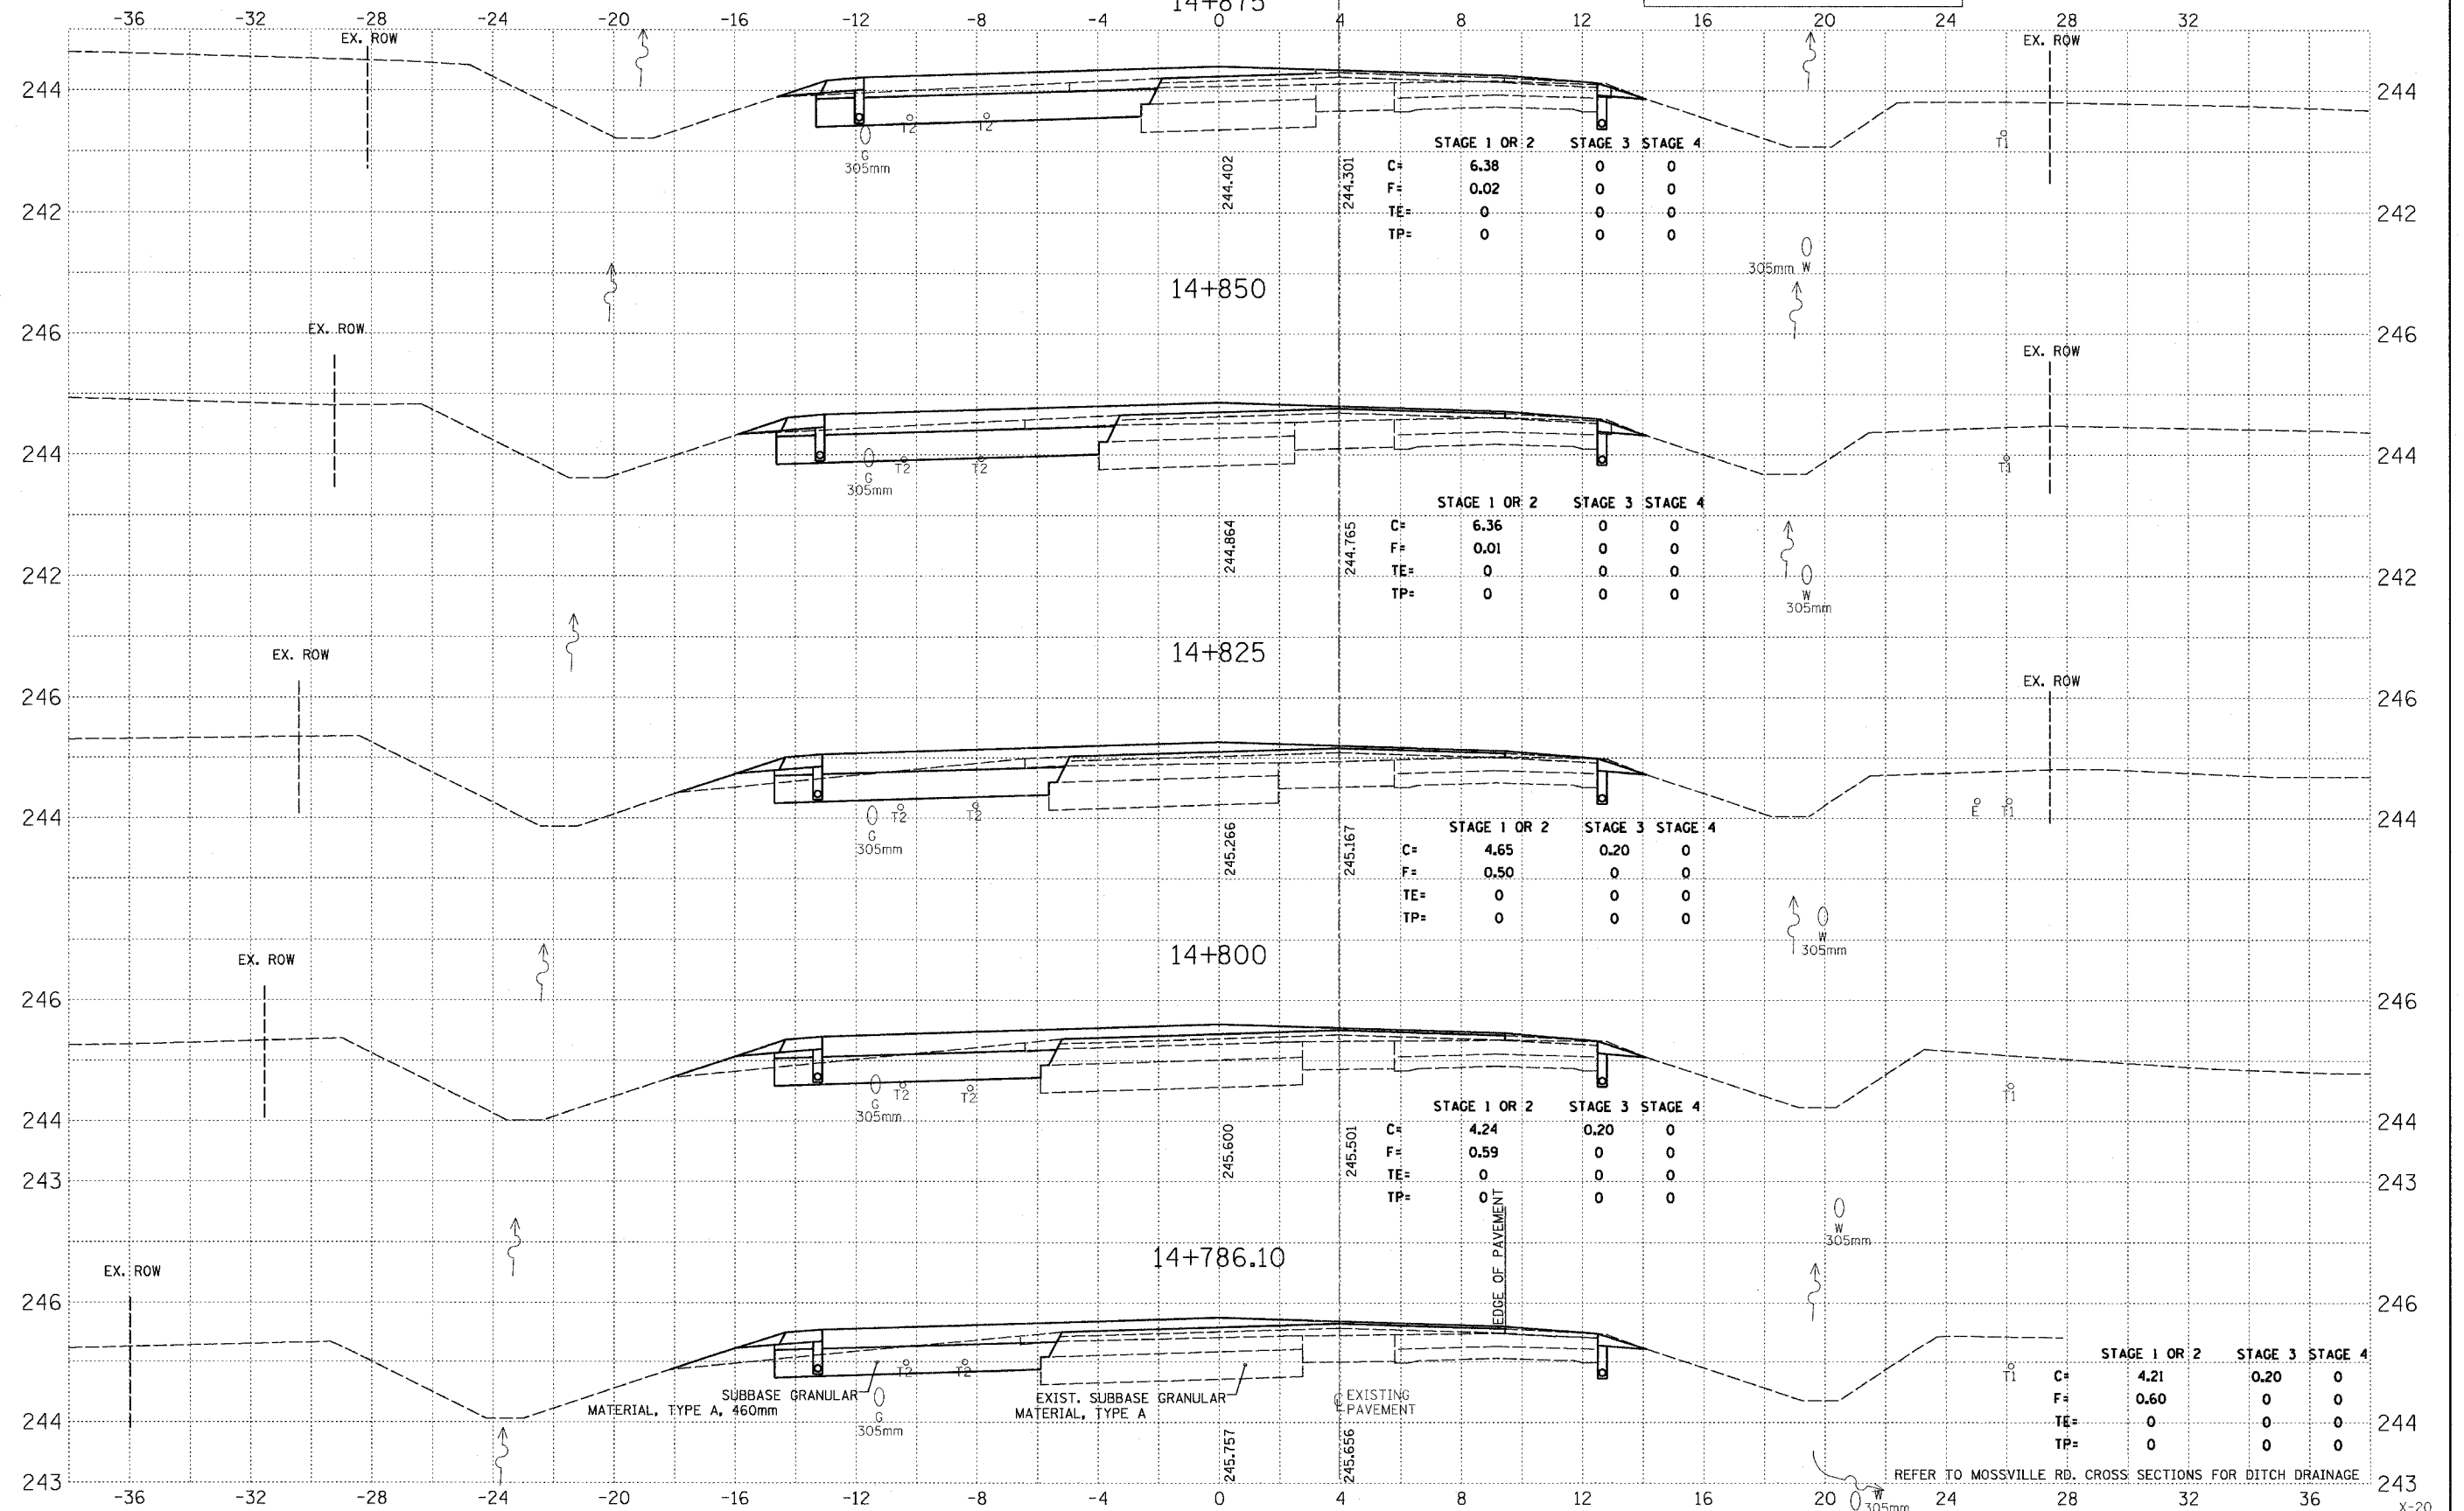 14+875
-36 -28 -24 -20 -16 -12 -8 -4 0 4 8 12 16 20 24 28 32
EX. ROW
EX. ROW
244
244
T2 T2
G
305mm
T1
244.402
244.301
STAGE 1 OR 2 STAGE 3 STAGE 4
C= 6.38 0 0
F= 0.02 0 0
TE= 0 0 0
TP= 0 0 0
242
242
305mm W
14+850
246
EX. ROW
246
EX. ROW
244
244
T2 T2
G
305mm
T1
244.864
244.765
STAGE 1 OR 2 STAGE 3 STAGE 4
C= 6.36 0 0
F= 0.01 0 0
TE= 0 0 0
TP= 0 0 0
242
242
W
305mm
14+825
EX. ROW
EX. ROW
246
246
244
244
T2 T2
G
305mm
E T1
245.266
245.167
STAGE 1 OR 2 STAGE 3 STAGE 4
C= 4.65 0.20 0
F= 0.50 0 0
TE= 0 0 0
TP= 0 0 0
W
305mm
14+800
EX. ROW
246
246
T2 T2
G
305mm
T1
244
244
245.600
245.501
STAGE 1 OR 2 STAGE 3 STAGE 4
C= 4.24 0.20 0
F= 0.59 0 0
TE= 0 0 0
TP= 0 0 0
243
243
W
305mm
14+786.10
EX. ROW
EDGE OF PAVEMENT
246
246
T2 T2
SUBBASE GRANULAR
MATERIAL, TYPE A, 460mm
G
305mm
EXIST. SUBBASE GRANULAR
MATERIAL, TYPE A
EXISTING
PAVEMENT
T1
STAGE 1 OR 2 STAGE 3 STAGE 4
C= 4.21 0.20 0
F= 0.60 0 0
TE= 0 0 0
TP= 0 0 0
244
244
245.757
245.656
REFER TO MOSSVILLE RD. CROSS SECTIONS FOR DITCH DRAINAGE
243
243
W
305mm
-36 -32 -28 -24 -20 -16 -12 -8 -4 0 4 8 12 16 20 24 28 32 36
X-20